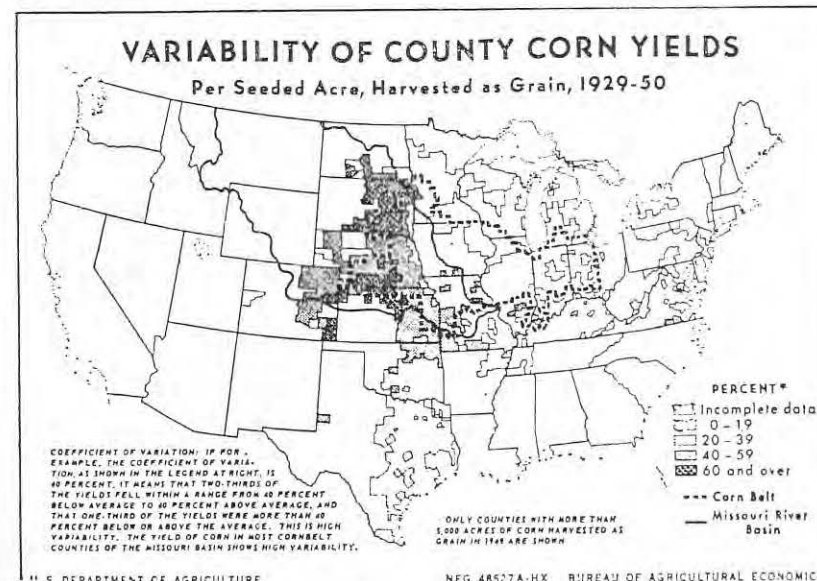 VARIABILITY OF COUNTY CORN YIELDS
Per Seeded Acre, Harvested as Grain, 1929-50
PERCENT*
Incomplete data
0 - 19
20 - 39
40 - 59
60 and over
Corn Belt
Missouri River
Basin
COEFFICIENT OF VARIATION: IF FOR
EXAMPLE, THE COEFFICIENT OF VARIA-
TION, AS SHOWN IN THE LEGEND AT RIGHT, IS
40 PERCENT, IT MEANS THAT TWO-THIRDS OF
THE YIELDS FELL WITHIN A RANGE FROM 40 PERCENT
BELOW AVERAGE TO 40 PERCENT ABOVE AVERAGE, AND
THAT ONE-THIRD OF THE YIELDS WERE MORE THAN 40
PERCENT BELOW OR ABOVE THE AVERAGE. THIS IS HIGH
VARIABILITY. THE YIELD OF CORN IN MOST CORNBELT
COUNTIES OF THE MISSOURI BASIN SHOWS HIGH VARIABILITY.
ONLY COUNTIES WITH MORE THAN
5,000 ACRES OF CORN HARVESTED AS
GRAIN IN 1949 ARE SHOWN
U. S. DEPARTMENT OF AGRICULTURE
NEG. 48527A-HX BUREAU OF AGRICULTURAL ECONOMIC